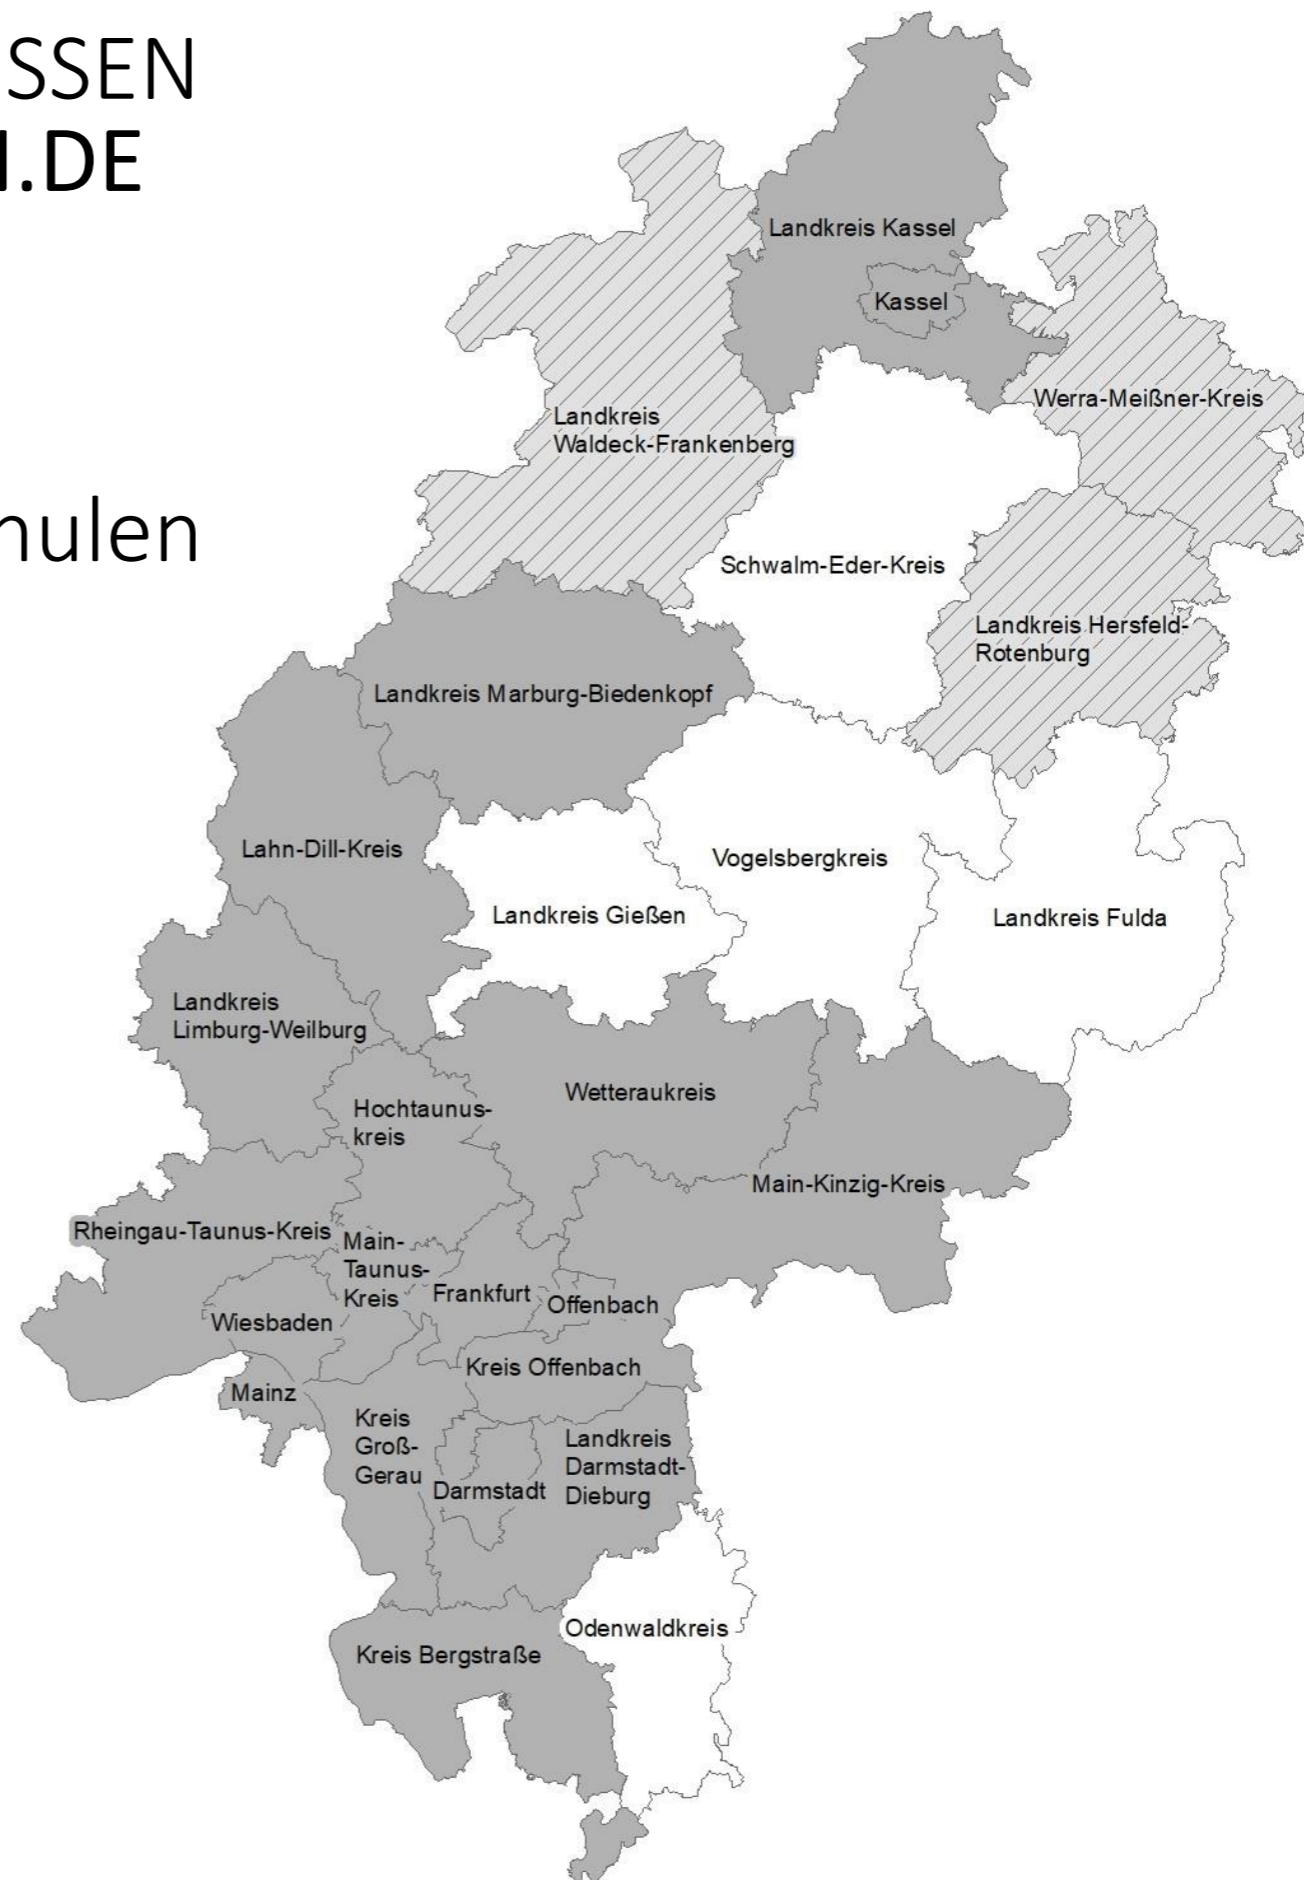 SSEN
.DE
hulen
Landkreis Kassel
Kassel
Werra-Meißner-Kreis
Landkreis
Waldeck-Frankenberg
Schwalm-Eder-Kreis
Landkreis Hersfeld-
Rotenburg
Landkreis Marburg-Biedenkopf
Lahn-Dill-Kreis
Vogelsbergkreis
Landkreis Gießen
Landkreis Fulda
Landkreis
Limburg-Weilburg
Wetteraukreis
Hochtaunus-
kreis
Main-Kinzig-Kreis
Rheingau-Taunus-Kreis
Main-
Taunus-
Kreis
Frankfurt
Offenbach
Wiesbaden
Kreis Offenbach
Mainz
Kreis
Groß-
Gerau
Landkreis
Darmstadt-
Dieburg
Darmstadt
Odenwaldkreis
Kreis Bergstraße